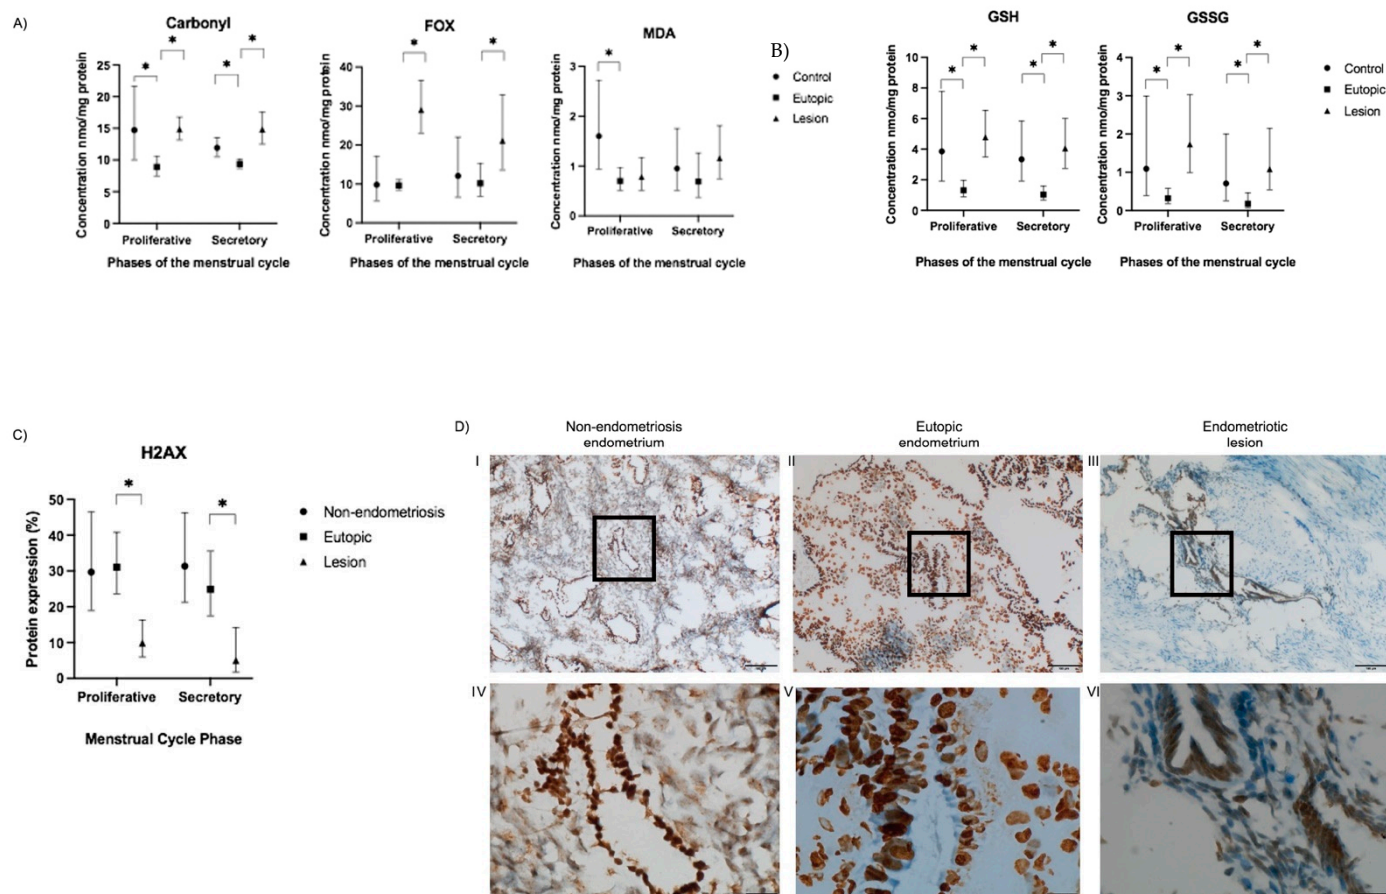 A)
Carbonyl
Concentration nmo/mg protein
25
20
15
10
5
0
*
*
*
*
Proliferative
Secretory
Phases of the menstrual cycle
FOX
Concentration nmo/mg protein
40
30
20
10
0
*
*
Proliferative
Secretory
Phases of the menstrual cycle
MDA
Concentration nmo/mg protein
3
2
1
0
*
Proliferative
Secretory
Phases of the menstrual cycle
Control
Eutopic
Lesion
B)
GSH
Concentration nmo/mg protein
10
8
6
4
2
0
*
*
*
*
Proliferative
Secretory
Phases of the menstrual cycle
GSSG
Concentration nmo/mg protein
4
3
2
1
0
*
*
*
*
Proliferative
Secretory
Phases of the menstrual cycle
Control
Eutopic
Lesion
C)
H2AX
Protein expression (%)
50
40
30
20
10
0
*
*
Proliferative
Secretory
Menstrual Cycle Phase
Non-endometriosis
Eutopic
Lesion
D)
Non-endometriosis
endometrium
Eutopic
endometrium
Endometriotic
lesion
I
II
III
IV
V
VI